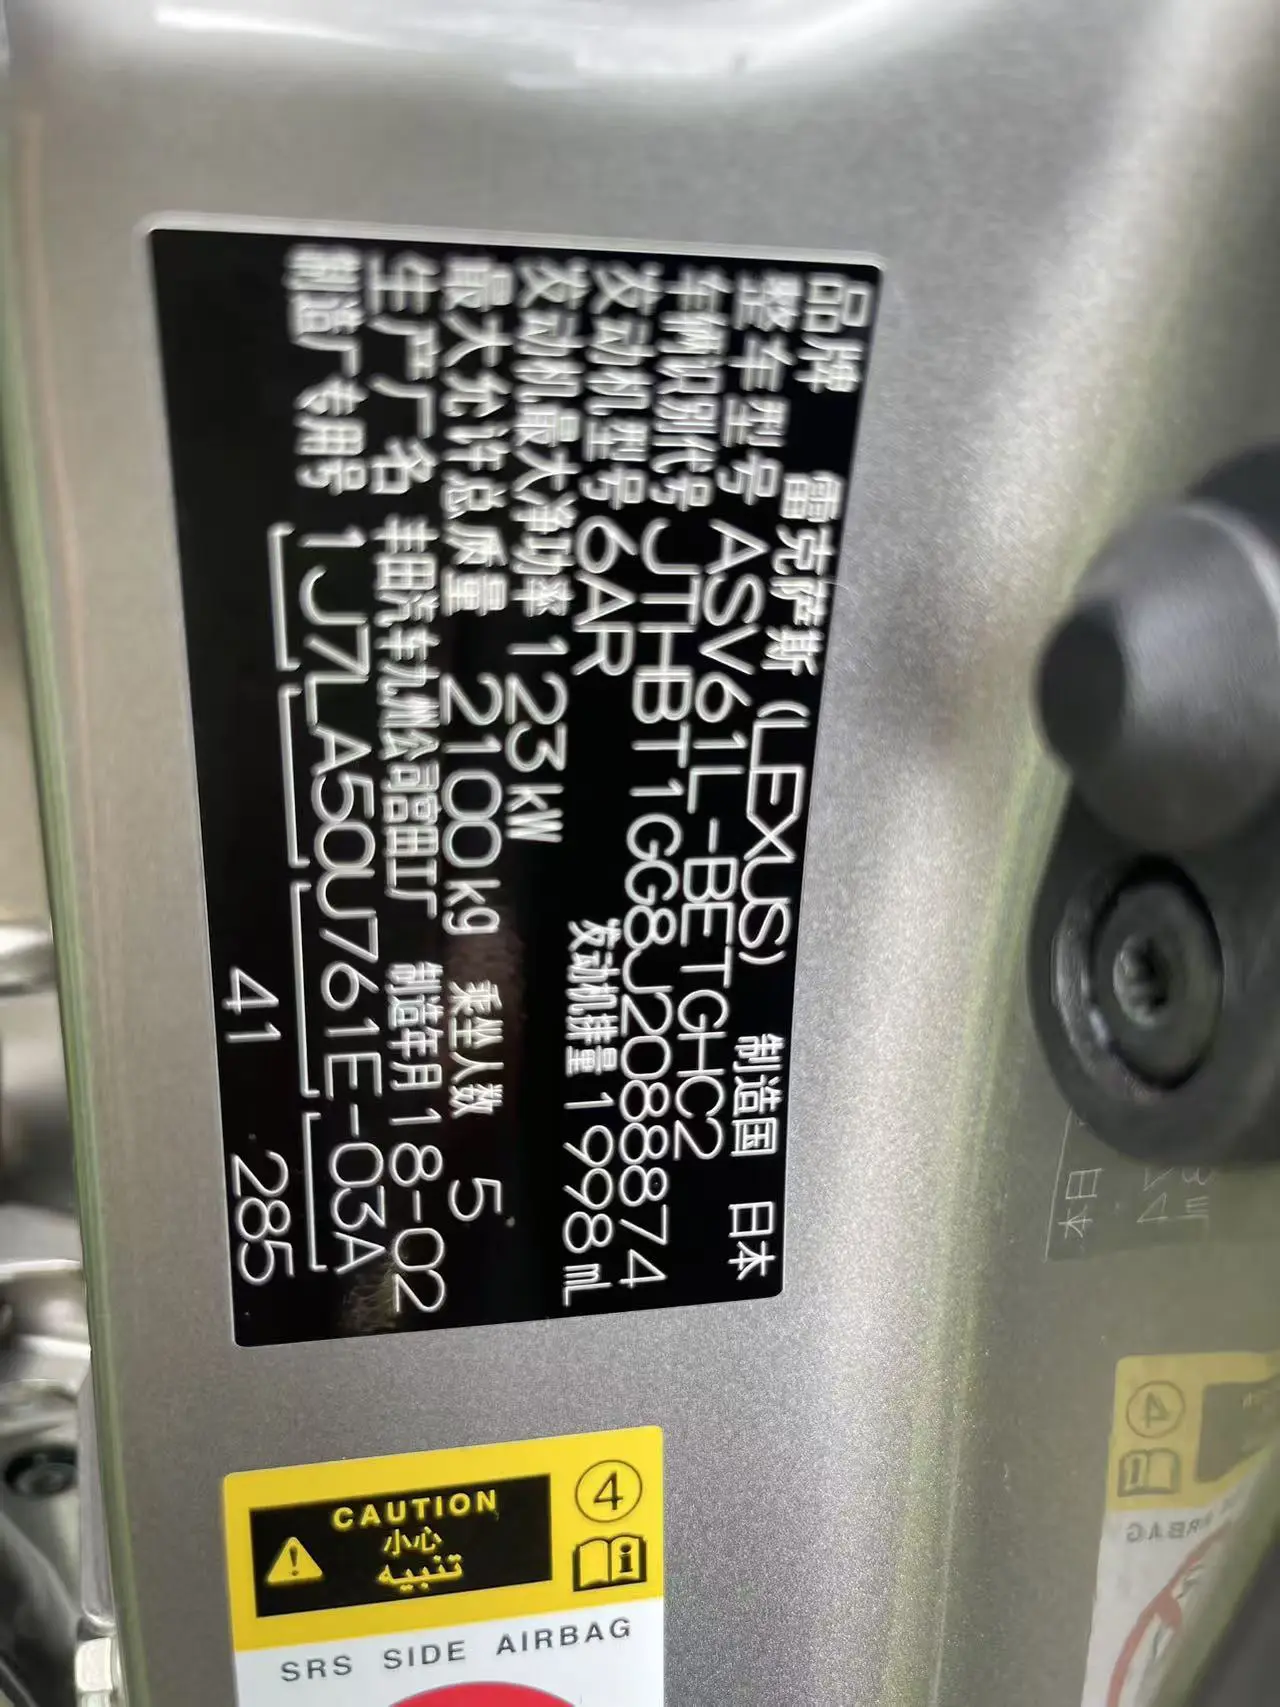 品牌 雷克萨斯 (LEXUS) 制造国 日本
整车型号 ASV61L-BETGHC2
车辆识别代号 JTHBT1GG8J2088874
发动机型号 6AR 发动机排量 1998mL
发动机最大净功率 123kW
最大允许总质量 2100kg 乘坐人数 5
生产厂名 丰田汽车九州公司宫田工厂 制造年月 18-02
制造厂专用号 1J7LA50U761E-03A
41 285
CAUTION
小心
تنبيه
4
SRS SIDE AIRBAG